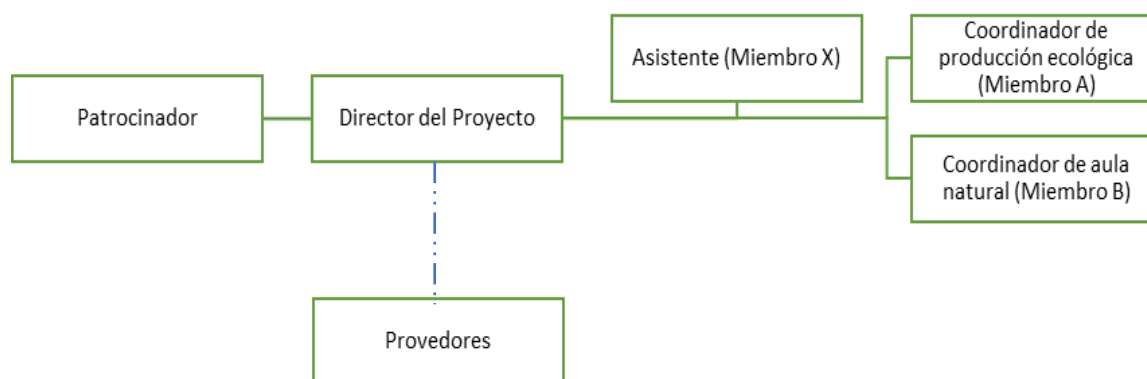 Patrocinador
Director del Proyecto
Asistente (Miembro X)
Coordinador de
producción ecológica
(Miembro A)
Coordinador de aula
natural (Miembro B)
Provedores